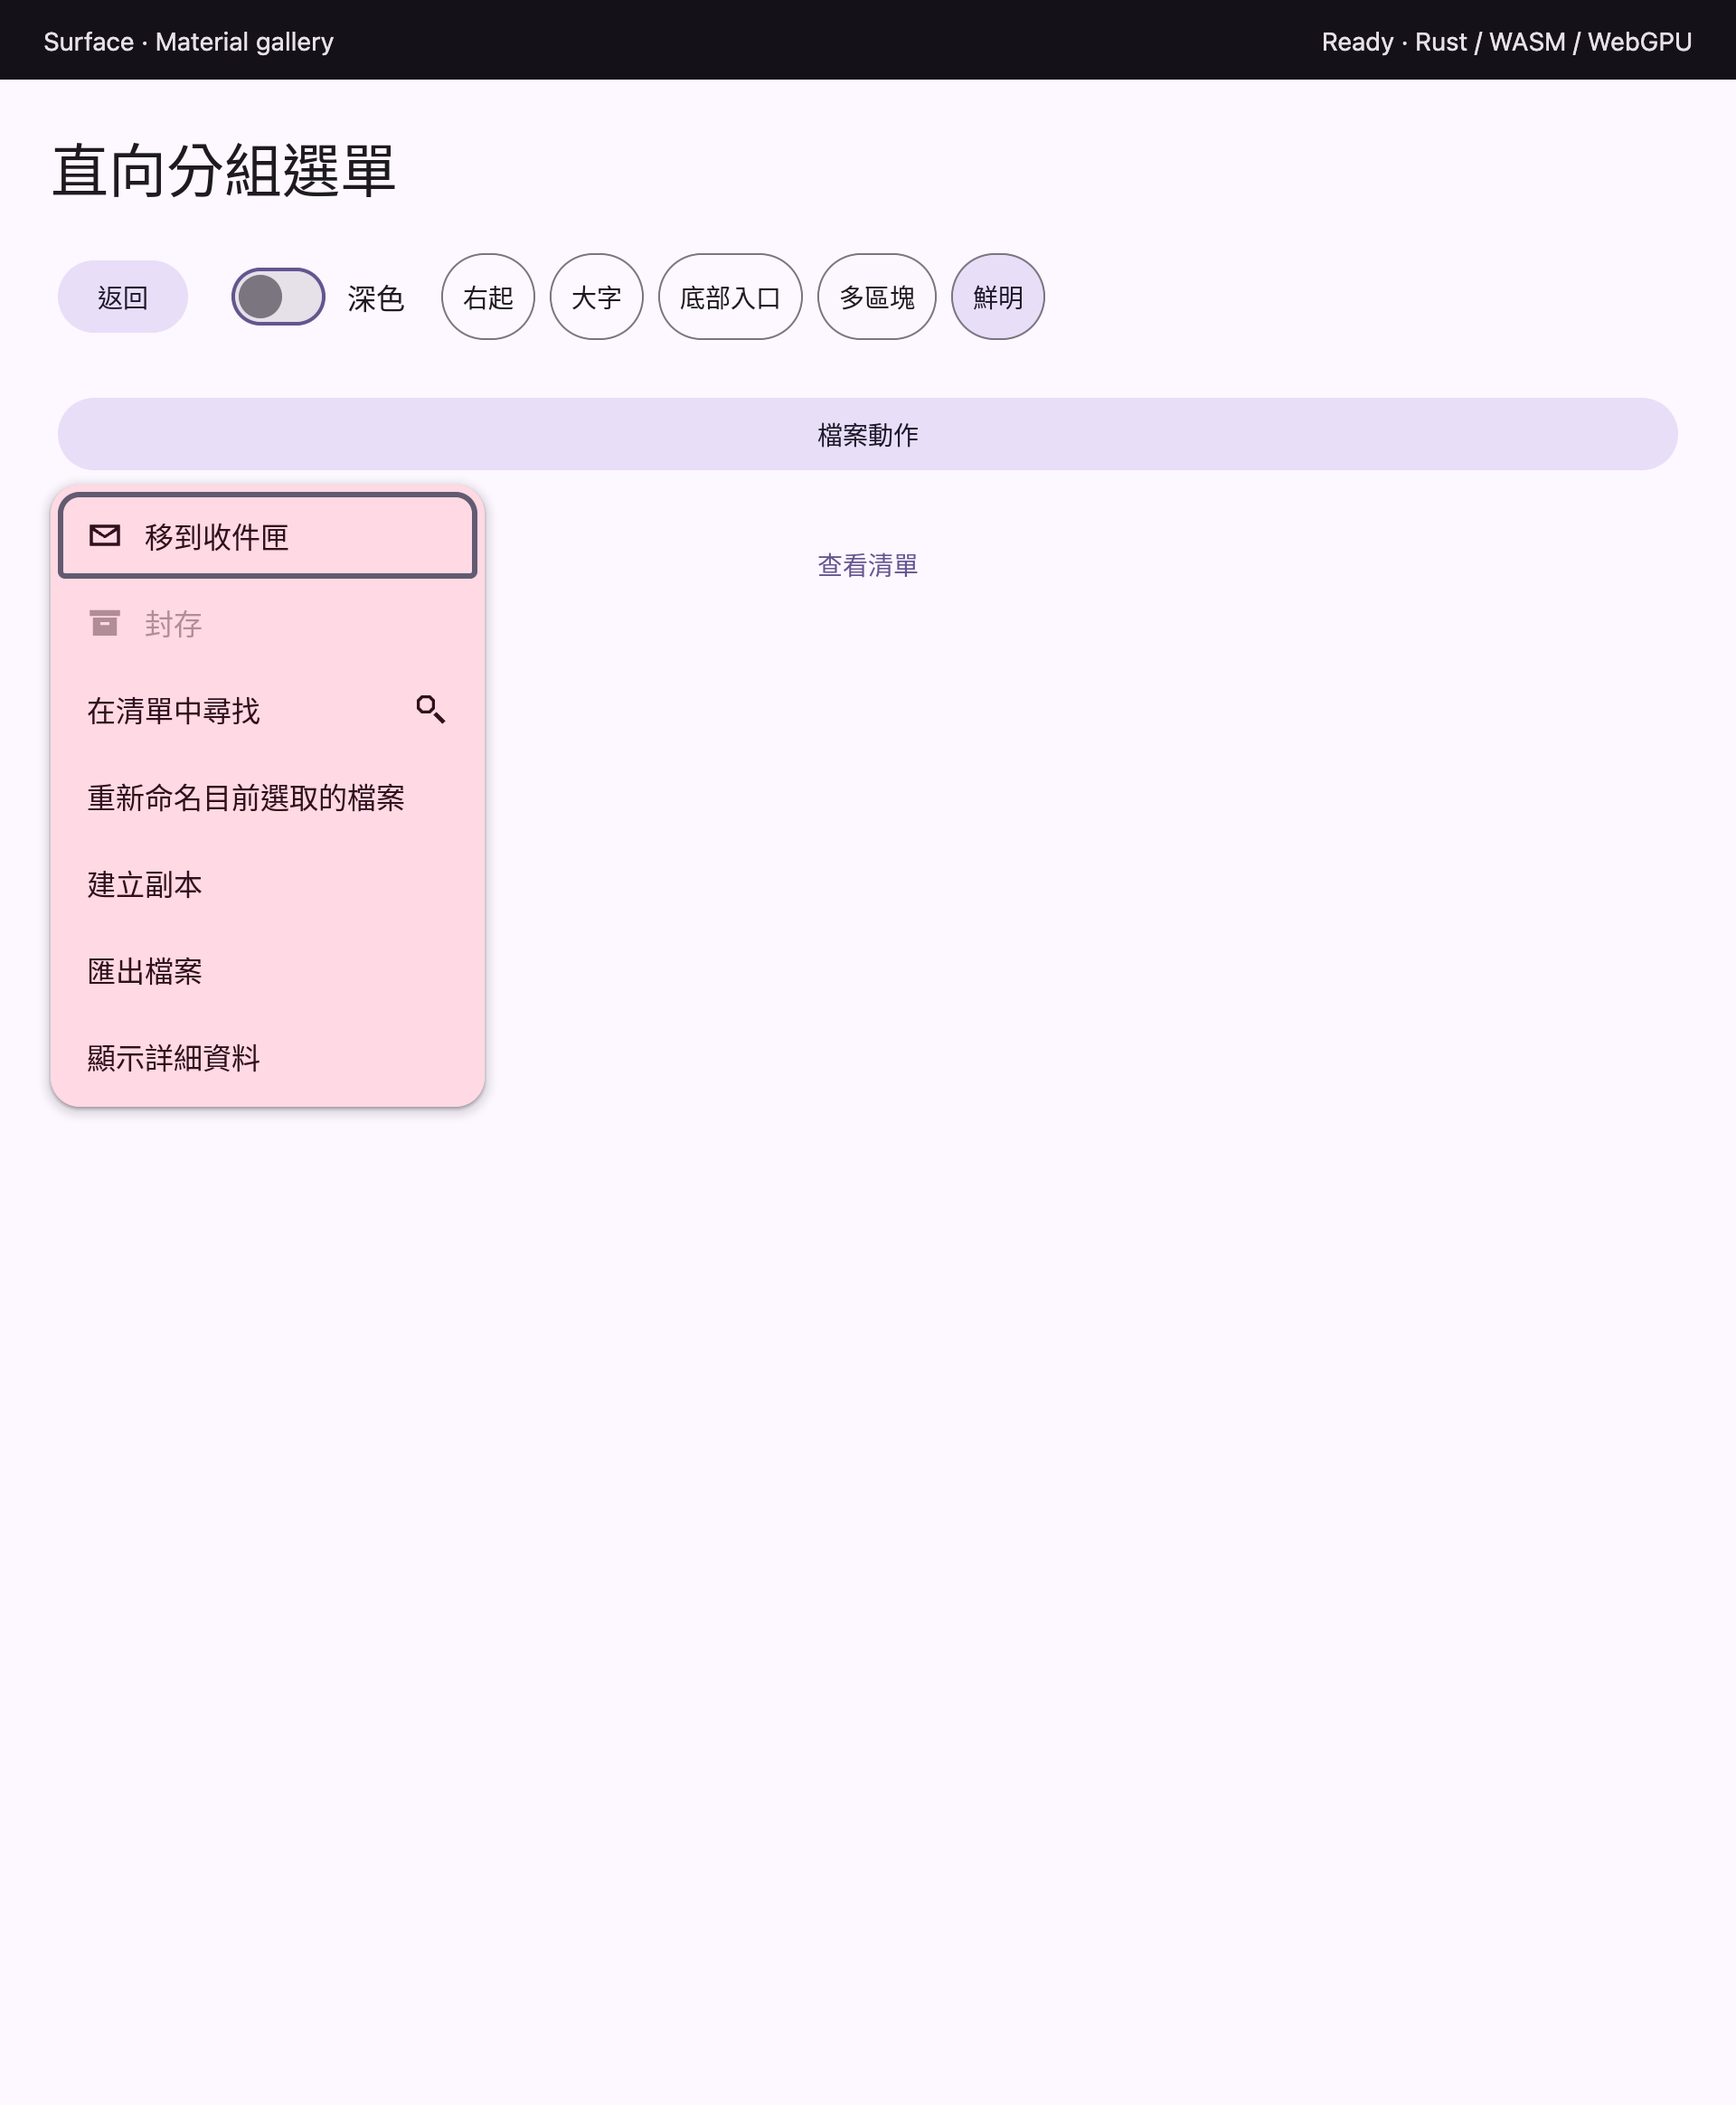 Surface · Material gallery
Ready · Rust / WASM / WebGPU
直向分組選單
返回
深色
右起
大字
底部入口
多區塊
鮮明
檔案動作
移到收件匣
查看清單
封存
在清單中尋找
重新命名目前選取的檔案
建立副本
匯出檔案
顯示詳細資料